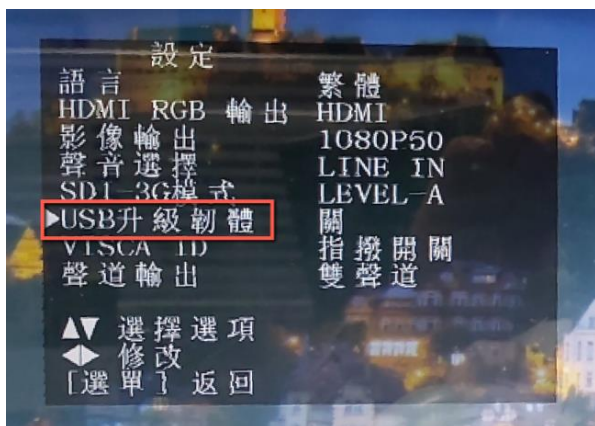 設定
語言 繁體
HDMI RGB 輸出 HDMI
影像輸出 1080P50
聲音選擇 LINE IN
SDI-3G模式 LEVEL-A
▶USB升級韌體 關
VISCA ID 指撥開關
聲道輸出 雙聲道
▲▼ 選擇選項
◀▶ 修改
[選單] 返回